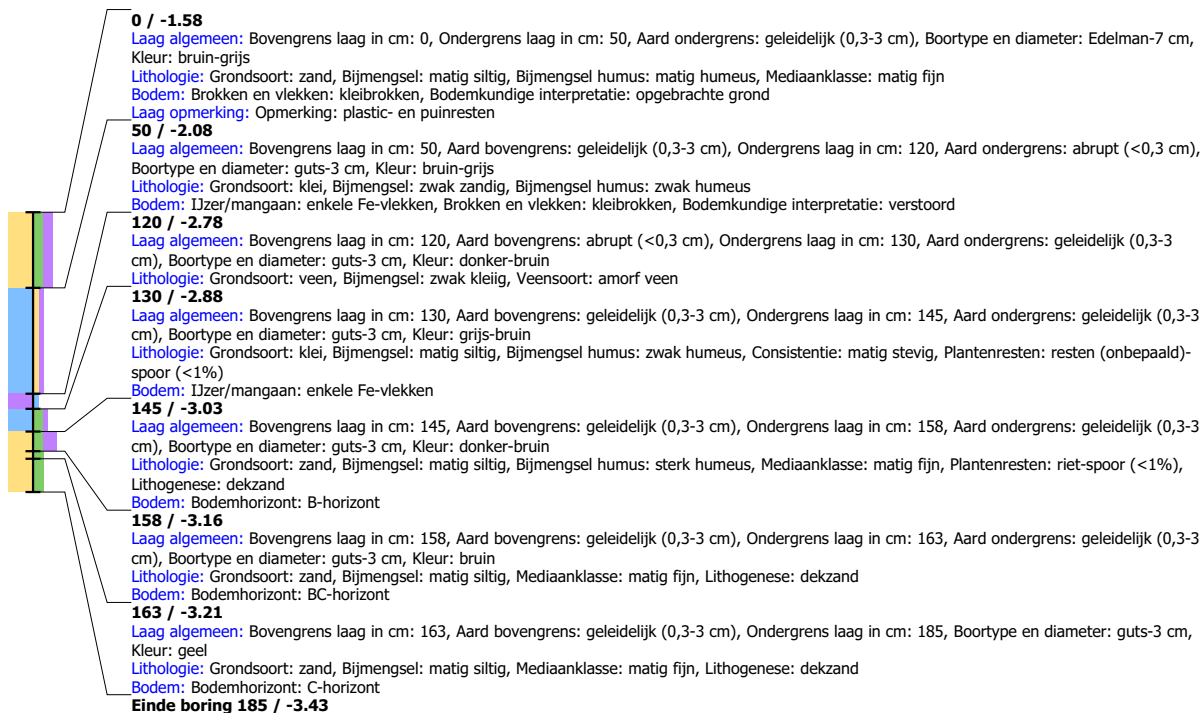 0 / -1.58
Laag algemeen: Bovengrens laag in cm: 0, Ondergrens laag in cm: 50, Aard ondergrens: geleidelijk (0,3-3 cm), Boortype en diameter: Edelman-7 cm,
Kleur: bruin-grijs
Lithologie: Grondsoort: zand, Bijmengsel: matig siltig, Bijmengsel humus: matig humeus, Mediaanklasse: matig fijn
Bodem: Brokken en vlekken: kleibrokken, Bodemkundige interpretatie: opgebrachte grond
Laag opmerking: Opmerking: plastic- en puinresten
50 / -2.08
Laag algemeen: Bovengrens laag in cm: 50, Aard bovengrens: geleidelijk (0,3-3 cm), Ondergrens laag in cm: 120, Aard ondergrens: abrupt (<0,3 cm),
Boortype en diameter: guts-3 cm, Kleur: bruin-grijs
Lithologie: Grondsoort: klei, Bijmengsel: zwak zandig, Bijmengsel humus: zwak humeus
Bodem: IJzer/mangaan: enkele Fe-vlekken, Brokken en vlekken: kleibrokken, Bodemkundige interpretatie: verstoord
120 / -2.78
Laag algemeen: Bovengrens laag in cm: 120, Aard bovengrens: abrupt (<0,3 cm), Ondergrens laag in cm: 130, Aard ondergrens: geleidelijk (0,3-3
cm), Boortype en diameter: guts-3 cm, Kleur: donker-bruin
Lithologie: Grondsoort: veen, Bijmengsel: zwak kleiig, Veensoort: amorf veen
130 / -2.88
Laag algemeen: Bovengrens laag in cm: 130, Aard bovengrens: geleidelijk (0,3-3 cm), Ondergrens laag in cm: 145, Aard ondergrens: geleidelijk (0,3-3
cm), Boortype en diameter: guts-3 cm, Kleur: grijs-bruin
Lithologie: Grondsoort: klei, Bijmengsel: matig siltig, Bijmengsel humus: zwak humeus, Consistentie: matig stevig, Plantenresten: resten (onbepaald)-
spoor (<1%)
Bodem: IJzer/mangaan: enkele Fe-vlekken
145 / -3.03
Laag algemeen: Bovengrens laag in cm: 145, Aard bovengrens: geleidelijk (0,3-3 cm), Ondergrens laag in cm: 158, Aard ondergrens: geleidelijk (0,3-3
cm), Boortype en diameter: guts-3 cm, Kleur: donker-bruin
Lithologie: Grondsoort: zand, Bijmengsel: matig siltig, Bijmengsel humus: sterk humeus, Mediaanklasse: matig fijn, Plantenresten: riet-spoor (<1%),
Lithogenese: dekzand
Bodem: Bodemhorizont: B-horizont
158 / -3.16
Laag algemeen: Bovengrens laag in cm: 158, Aard bovengrens: geleidelijk (0,3-3 cm), Ondergrens laag in cm: 163, Aard ondergrens: geleidelijk (0,3-3
cm), Boortype en diameter: guts-3 cm, Kleur: bruin
Lithologie: Grondsoort: zand, Bijmengsel: matig siltig, Mediaanklasse: matig fijn, Lithogenese: dekzand
Bodem: Bodemhorizont: BC-horizont
163 / -3.21
Laag algemeen: Bovengrens laag in cm: 163, Aard bovengrens: geleidelijk (0,3-3 cm), Ondergrens laag in cm: 185, Boortype en diameter: guts-3 cm,
Kleur: geel
Lithologie: Grondsoort: zand, Bijmengsel: matig siltig, Mediaanklasse: matig fijn, Lithogenese: dekzand
Bodem: Bodemhorizont: C-horizont
Einde boring 185 / -3.43